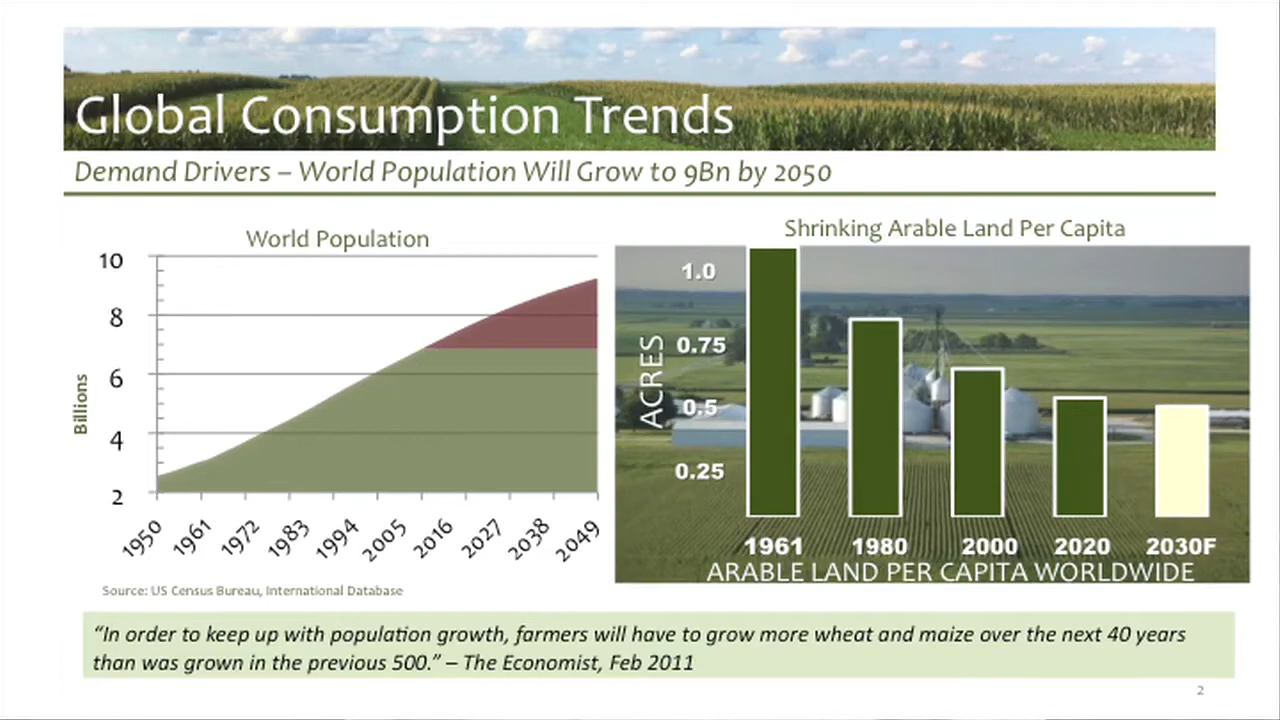 Global Consumption Trends
Demand Drivers – World Population Will Grow to 9Bn by 2050
World Population
10
8
6
4
2
Billions
1950
1961
1972
1983
1994
2005
2016
2027
2038
2049
Source: US Census Bureau, International Database
Shrinking Arable Land Per Capita
1.0
0.75
0.5
0.25
ACRES
1961 1980 2000 2020 2030F
ARABLE LAND PER CAPITA WORLDWIDE
“In order to keep up with population growth, farmers will have to grow more wheat and maize over the next 40 years
than was grown in the previous 500.” – The Economist, Feb 2011
2